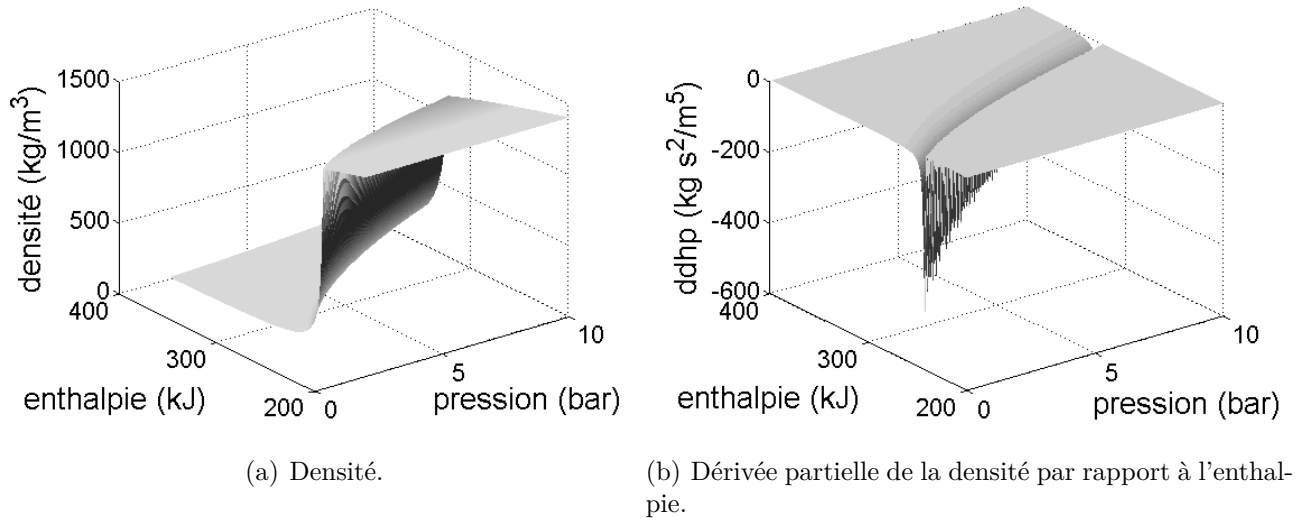 1500
1000
500
0
densité (kg/m³)
400
300
200
enthalpie (kJ)
0
5
10
pression (bar)
(a) Densité.
0
-200
-400
-600
ddhp (kg s²/m⁵)
400
300
200
enthalpie (kJ)
0
5
10
pression (bar)
(b) Dérivée partielle de la densité par rapport à l'enthal-
pie.